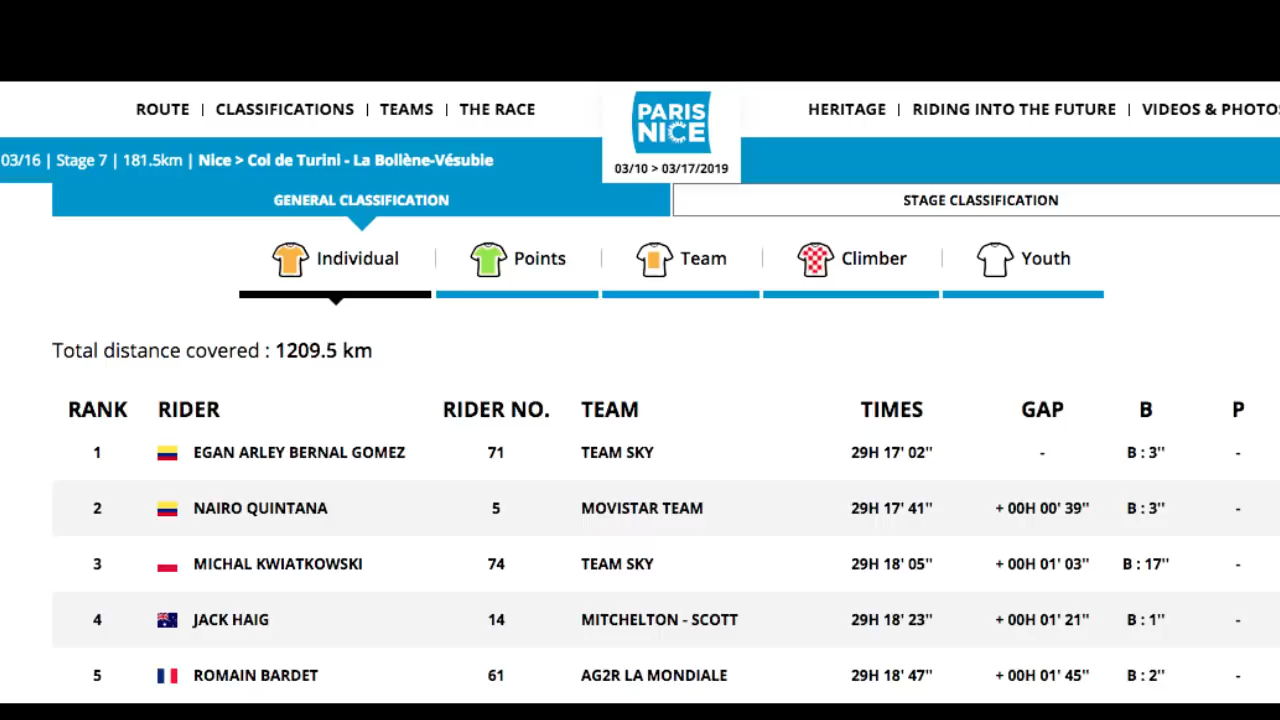 ROUTE | CLASSIFICATIONS | TEAMS | THE RACE
PARIS
NICE
HERITAGE | RIDING INTO THE FUTURE | VIDEOS & PHOTOS
03/16 | Stage 7 | 181.5km | Nice > Col de Turini - La Bollène-Vésubie
03/10 > 03/17/2019
GENERAL CLASSIFICATION
STAGE CLASSIFICATION
Individual | Points | Team | Climber | Youth
Total distance covered : 1209.5 km
RANK RIDER RIDER NO. TEAM TIMES GAP B P
1 EGAN ARLEY BERNAL GOMEZ 71 TEAM SKY 29H 17' 02'' - B : 3'' -
2 NAIRO QUINTANA 5 MOVISTAR TEAM 29H 17' 41'' + 00H 00' 39'' B : 3'' -
3 MICHAL KWIATKOWSKI 74 TEAM SKY 29H 18' 05'' + 00H 01' 03'' B : 17'' -
4 JACK HAIG 14 MITCHELTON - SCOTT 29H 18' 23'' + 00H 01' 21'' B : 1'' -
5 ROMAIN BARDET 61 AG2R LA MONDIALE 29H 18' 47'' + 00H 01' 45'' B : 2'' -